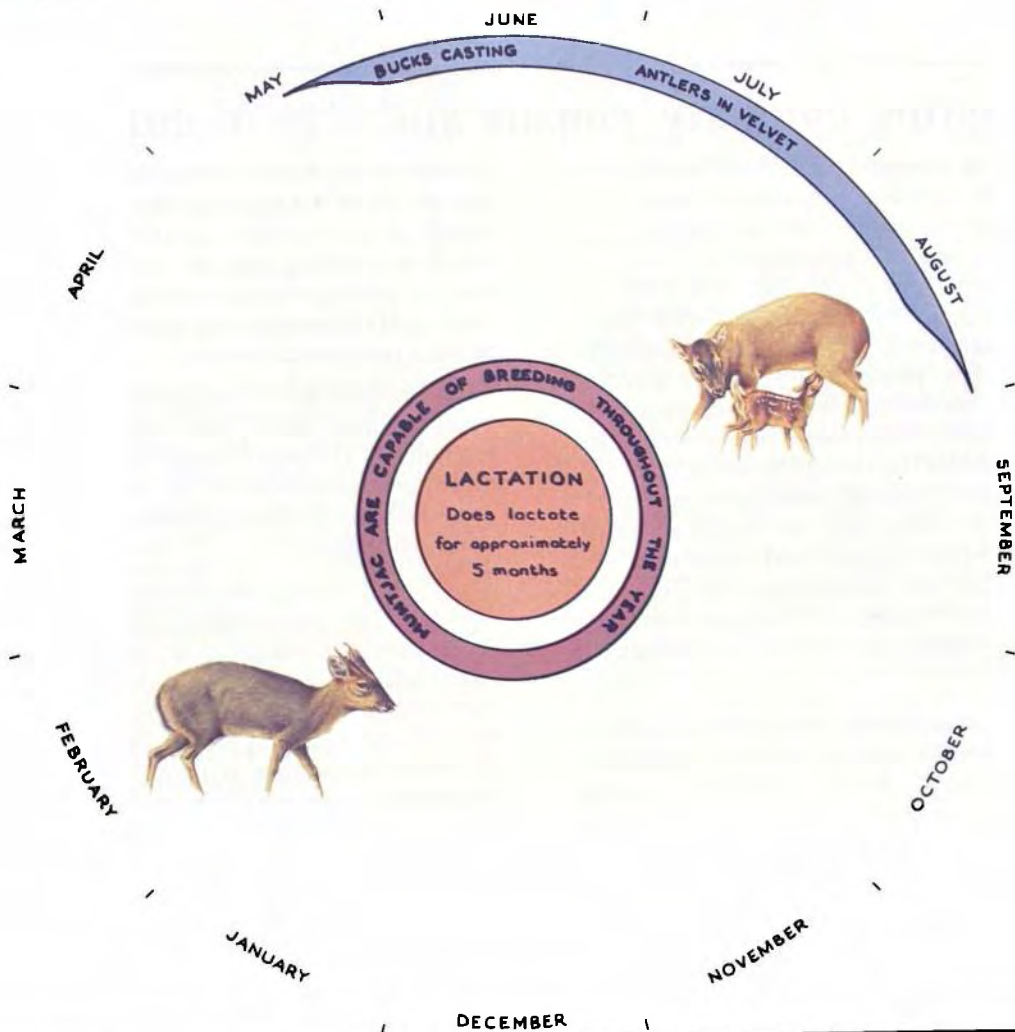 JUNE
BUCKS CASTING
ANTLERS IN VELVET
MAY
JULY
APRIL
AUGUST
MUNTJAC ARE CAPABLE OF BREEDING THROUGHOUT THE YEAR
LACTATION
Does lactate
for approximately
5 months
MARCH
SEPTEMBER
FEBRUARY
OCTOBER
JANUARY
NOVEMBER
DECEMBER